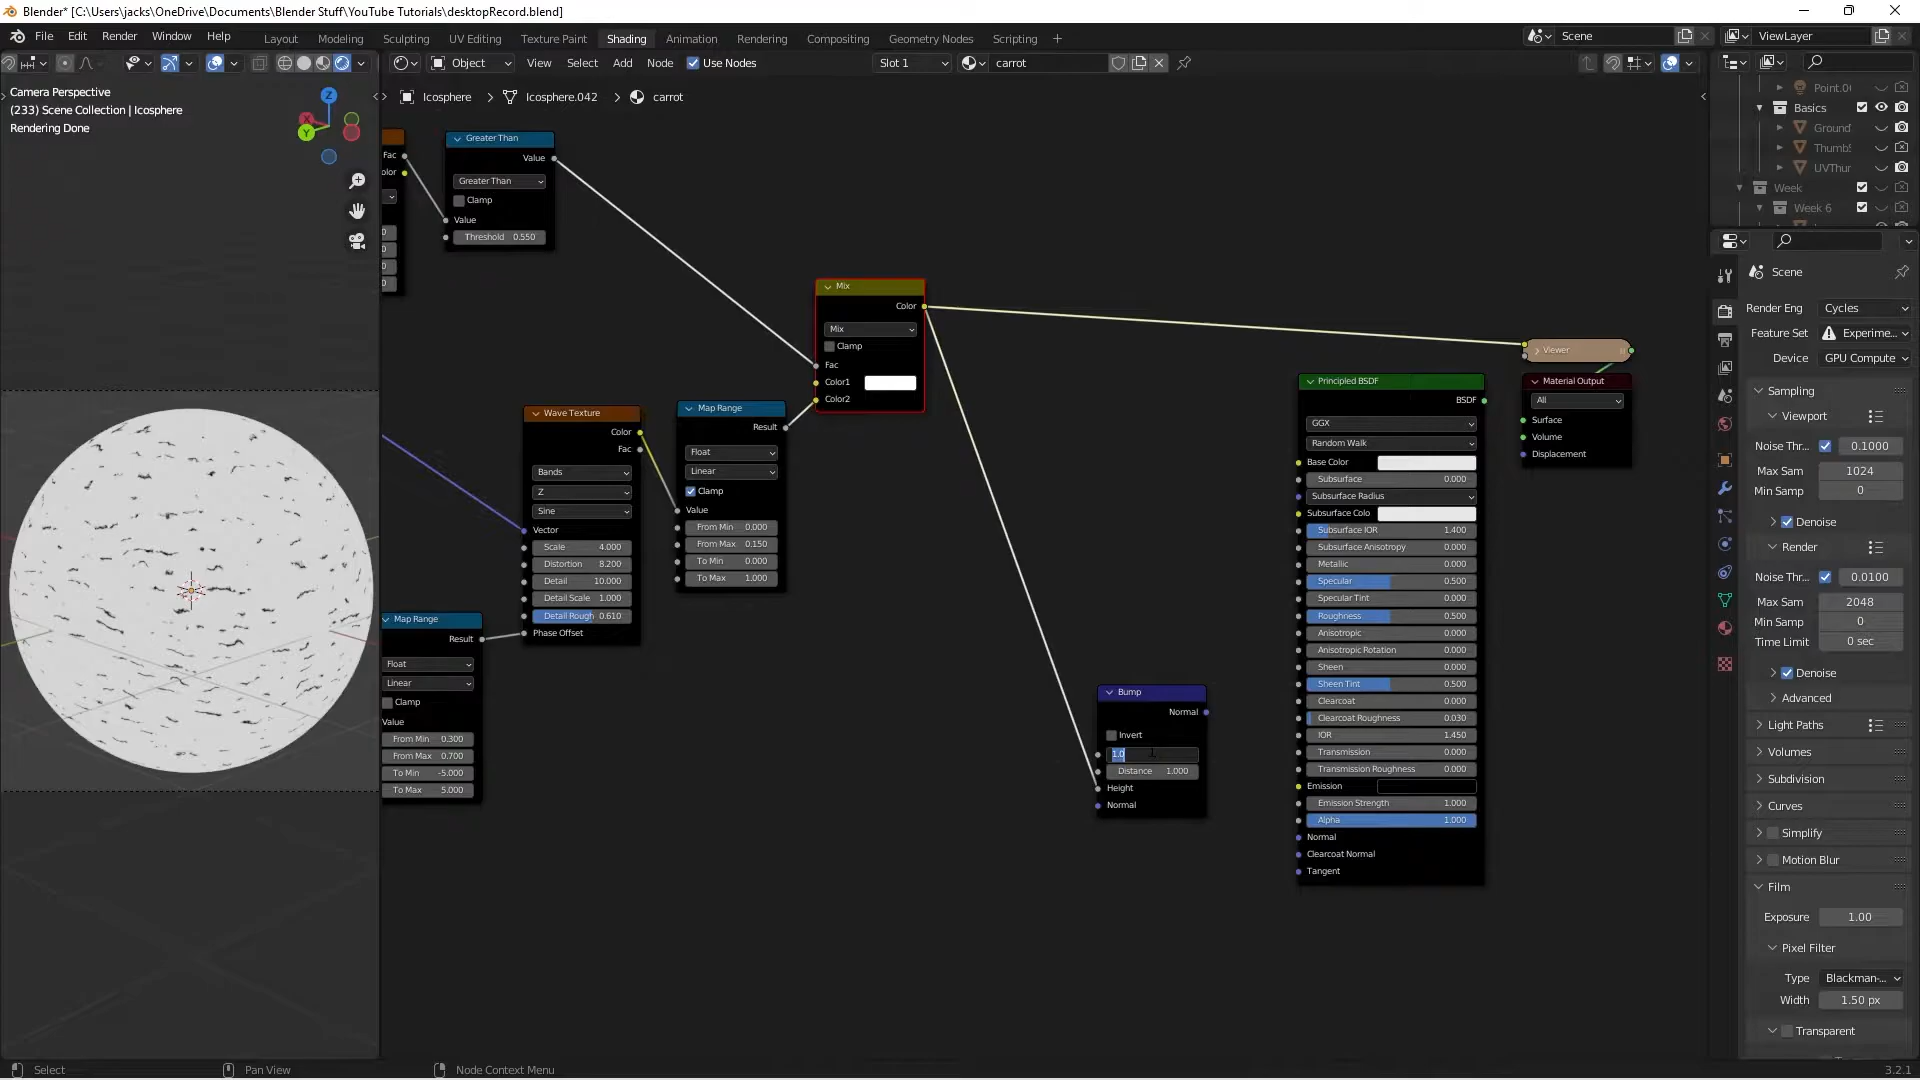 Blender* [C:\Users\jacks\OneDrive\Documents\Blender Stuff\YouTube Tutorials\desktopRecord.blend]
File Edit Render Window Help Layout Modeling Sculpting UV Editing Texture Paint Shading Animation Rendering Compositing Geometry Nodes Scripting + Scene ViewLayer
Object View Select Add Node Use Nodes Slot 1 carrot
Icosphere > Icosphere.042 > carrot
Camera Perspective
(233) Scene Collection | Icosphere
Rendering Done
Z
X
Y
Fac
olor
0
0
0
0
Greater Than
Value
Greater Than
Clamp
Value
Threshold 0.550
Mix
Color
Mix
Clamp
Fac
Color1
Color2
Wave Texture
Color
Fac
Bands
Z
Sine
Vector
Scale 4.000
Distortion 8.200
Detail 10.000
Detail Scale 1.000
Detail Rough 0.610
Phase Offset
Map Range
Result
Float
Linear
Clamp
Value
From Min 0.000
From Max 0.150
To Min 0.000
To Max 1.000
Map Range
Result
Float
Linear
Clamp
Value
From Min 0.300
From Max 0.700
To Min -5.000
To Max 5.000
Bump
Normal
Invert
1.0
Distance 1.000
Height
Normal
Principled BSDF
BSDF
GGX
Random Walk
Base Color
Subsurface 0.000
Subsurface Radius
Subsurface Colo
Subsurface IOR 1.400
Subsurface Anisotropy 0.000
Metallic 0.000
Specular 0.500
Specular Tint 0.000
Roughness 0.500
Anisotropic 0.000
Anisotropic Rotation 0.000
Sheen 0.000
Sheen Tint 0.500
Clearcoat 0.000
Clearcoat Roughness 0.030
IOR 1.450
Transmission 0.000
Transmission Roughness 0.000
Emission
Emission Strength 1.000
Alpha 1.000
Normal
Clearcoat Normal
Tangent
Viewer
Material Output
All
Surface
Volume
Displacement
Basics
Ground
UVThur
Week
Week 6
Scene
Render Eng Cycles
Feature Set Experime...
Device GPU Compute
Sampling
Viewport
Noise Thr... 0.1000
Max Sam 1024
Min Samp 0
Denoise
Render
Noise Thr... 0.0100
Max Sam 2048
Min Samp 0
Time Limit 0 sec
Denoise
Advanced
Light Paths
Volumes
Subdivision
Curves
Simplify
Motion Blur
Film
Exposure 1.00
Pixel Filter
Type Blackman-...
Width 1.50 px
Transparent
Select Pan View Node Context Menu 3.2.1